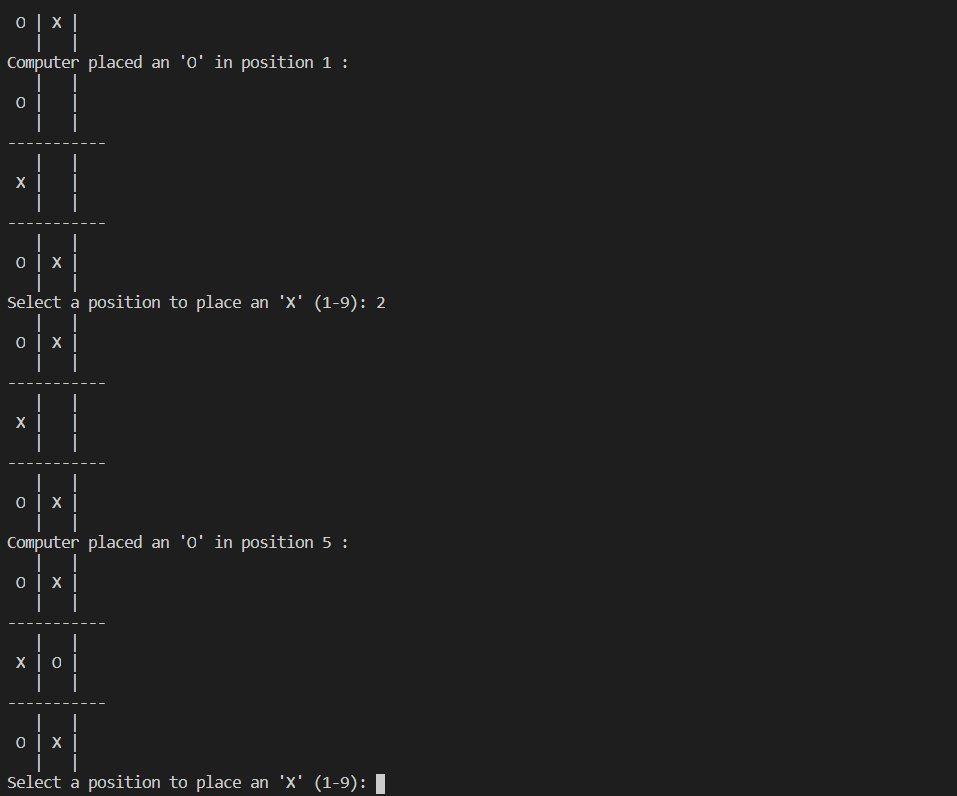 O | X |
   |   |
Computer placed an 'O' in position 1 :
   |   |
 O |   |
   |   |
-----------
   |   |
 X |   |
   |   |
-----------
   |   |
 O | X |
   |   |
Select a position to place an 'X' (1-9): 2
   |   |
 O | X |
   |   |
-----------
   |   |
 X |   |
   |   |
-----------
   |   |
 O | X |
   |   |
Computer placed an 'O' in position 5 :
   |   |
 O | X |
   |   |
-----------
   |   |
 X | O |
   |   |
-----------
   |   |
 O | X |
   |   |
Select a position to place an 'X' (1-9):